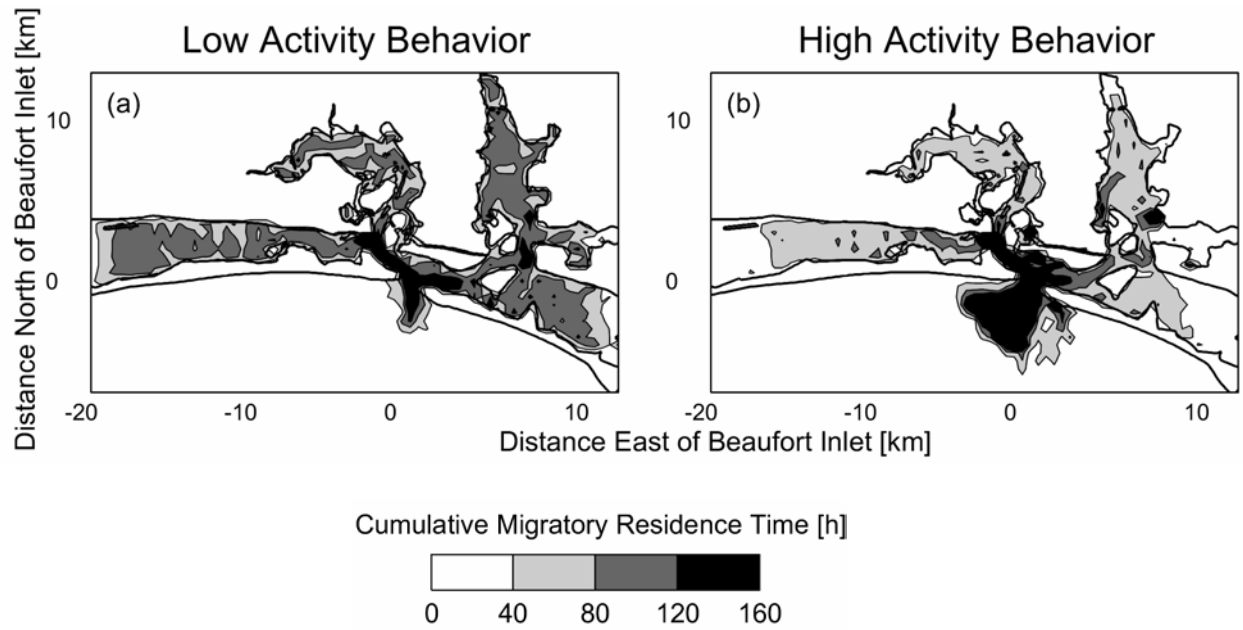 Low Activity Behavior
High Activity Behavior
Distance North of Beaufort Inlet [km]
(a)
(b)
10
10
0
0
-20
-10
0
10
-20
-10
0
10
Distance East of Beaufort Inlet [km]
Cumulative Migratory Residence Time [h]
0
40
80
120
160